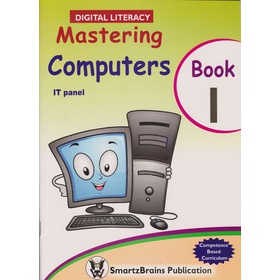 DIGITAL LITERACY
Mastering
Computers
Book
1
IT panel
Competence
Based
Curriculum
SmartzBrains Publication